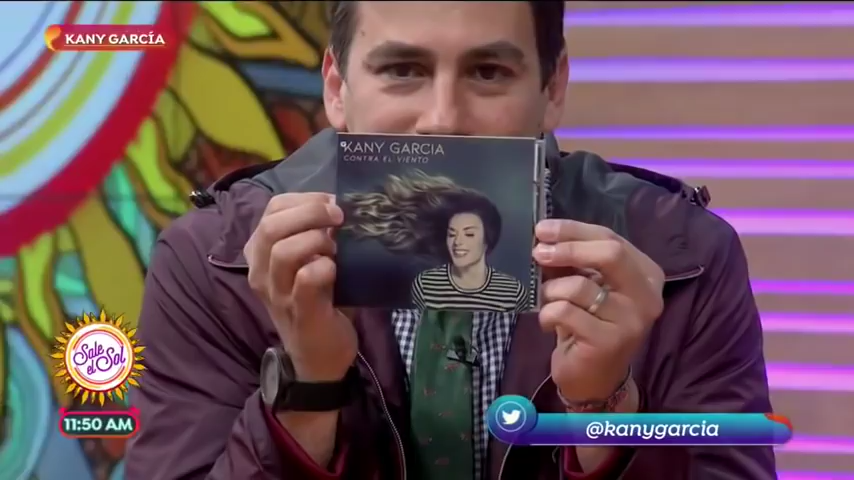 KANY GARCÍA
KANY GARCIA
CONTRA EL VIENTO
Sale
el Sol
11:50 AM
@kanygarcia